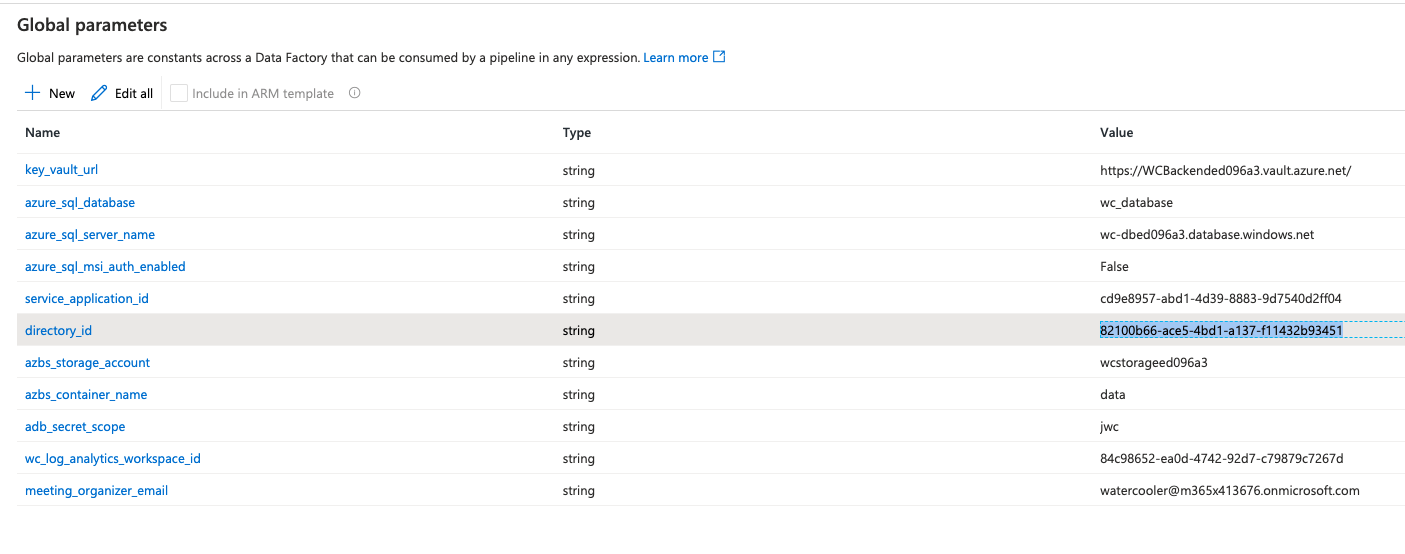 Global parameters
Global parameters are constants across a Data Factory that can be consumed by a pipeline in any expression. Learn more
New Edit all Include in ARM template
Name Type Value
key_vault_url string https://WCBackended096a3.vault.azure.net/
azure_sql_database string wc_database
azure_sql_server_name string wc-dbed096a3.database.windows.net
azure_sql_msi_auth_enabled string False
service_application_id string cd9e8957-abd1-4d39-8883-9d7540d2ff04
directory_id string 82100b66-ace5-4bd1-a137-f11432b93451
azbs_storage_account string wcstorageed096a3
azbs_container_name string data
adb_secret_scope string jwc
wc_log_analytics_workspace_id string 84c98652-ea0d-4742-92d7-c79879c7267d
meeting_organizer_email string watercooler@m365x413676.onmicrosoft.com